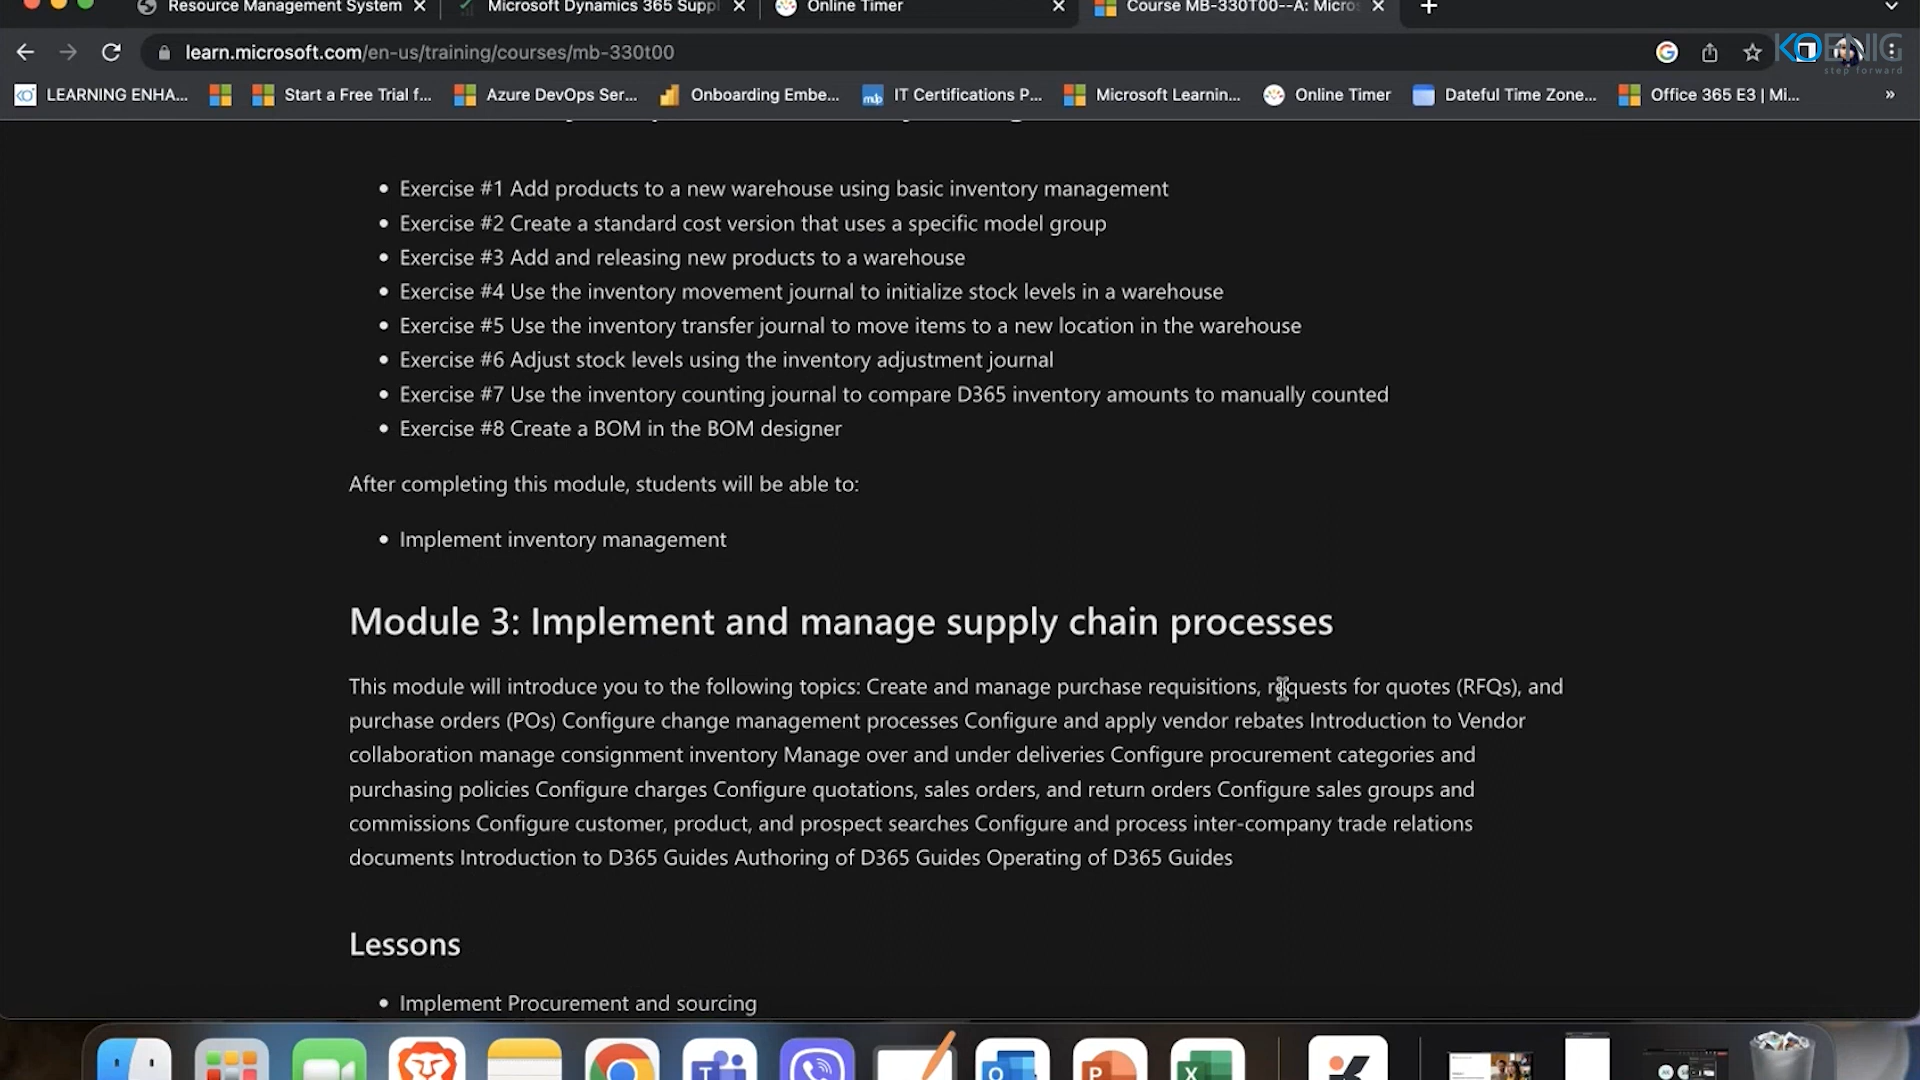 Resource Management System
Microsoft Dynamics 365 Suppl
Online Timer
Course MB-330T00--A: Micros
learn.microsoft.com/en-us/training/courses/mb-330t00
KOENIG
step forward
LEARNING ENHA...
Start a Free Trial f...
Azure DevOps Ser...
Onboarding Embe...
IT Certifications P...
Microsoft Learnin...
Online Timer
Dateful Time Zone...
Office 365 E3 | Mi...
»
• Exercise #1 Add products to a new warehouse using basic inventory management
• Exercise #2 Create a standard cost version that uses a specific model group
• Exercise #3 Add and releasing new products to a warehouse
• Exercise #4 Use the inventory movement journal to initialize stock levels in a warehouse
• Exercise #5 Use the inventory transfer journal to move items to a new location in the warehouse
• Exercise #6 Adjust stock levels using the inventory adjustment journal
• Exercise #7 Use the inventory counting journal to compare D365 inventory amounts to manually counted
• Exercise #8 Create a BOM in the BOM designer
After completing this module, students will be able to:
• Implement inventory management
Module 3: Implement and manage supply chain processes
This module will introduce you to the following topics: Create and manage purchase requisitions, requests for quotes (RFQs), and
purchase orders (POs) Configure change management processes Configure and apply vendor rebates Introduction to Vendor
collaboration manage consignment inventory Manage over and under deliveries Configure procurement categories and
purchasing policies Configure charges Configure quotations, sales orders, and return orders Configure sales groups and
commissions Configure customer, product, and prospect searches Configure and process inter-company trade relations
documents Introduction to D365 Guides Authoring of D365 Guides Operating of D365 Guides
Lessons
• Implement Procurement and sourcing